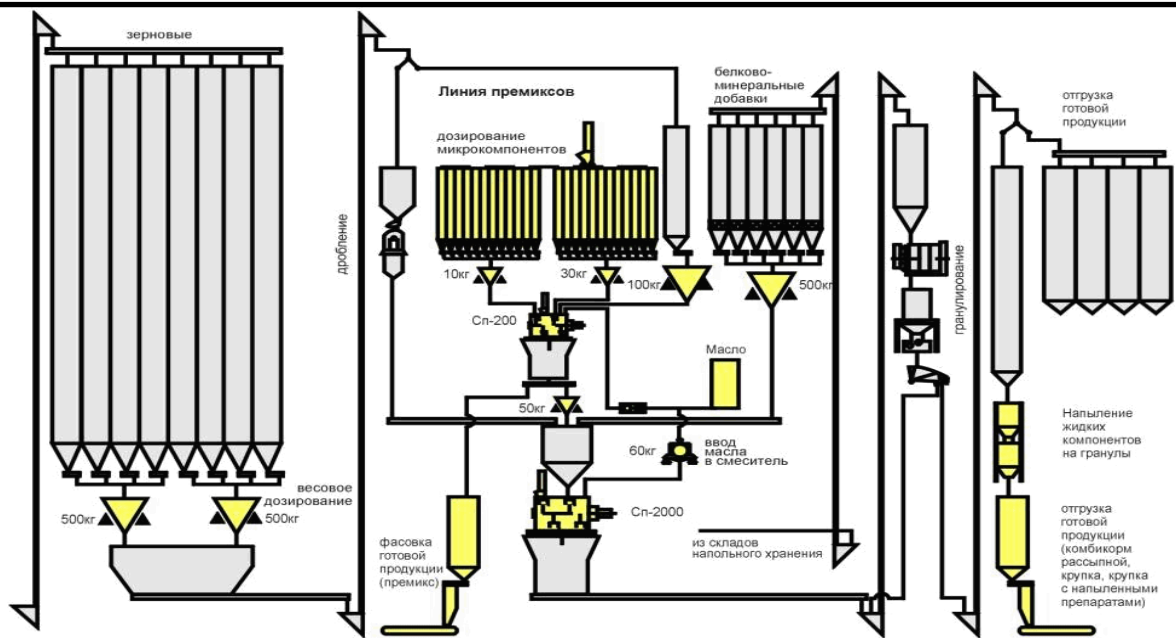 зерновые
весовое
дозирование
500кг
500кг
дробление
Линия премиксов
дозирование
микрокомпонентов
10кг
30кг
100кг
белково-
минеральные
добавки
500кг
Сп-200
Масло
50кг
60кг
ввод
масла
в смеситель
Сп-2000
фасовка
готовой
продукции
(премикс)
из складов
напольного хранения
гранулирование
отгрузка
готовой
продукции
Напыление
жидких
компонентов
на гранулы
отгрузка
готовой
продукции
(комбикорм
рассыпной,
крупка, крупка
с напыленными
препаратами)